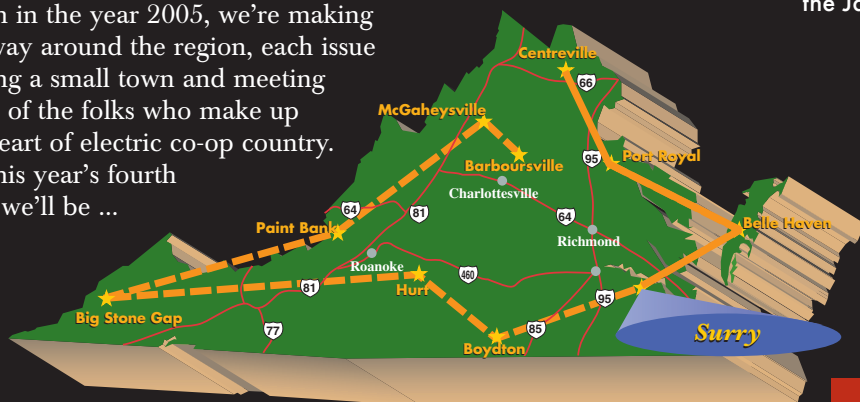 n in the year 2005, we’re making
way around the region, each issue
ng a small town and meeting
of the folks who make up
eart of electric co-op country.
his year’s fourth
we’ll be ...
the Jo
Centreville
66
McGaheysville
95
Port Royal
Barboursville
Charlottesville
64
81
64
Belle Haven
Paint Bank
Richmond
Roanoke
460
81
Hurt
95
Big Stone Gap
77
85
Surry
Boydton